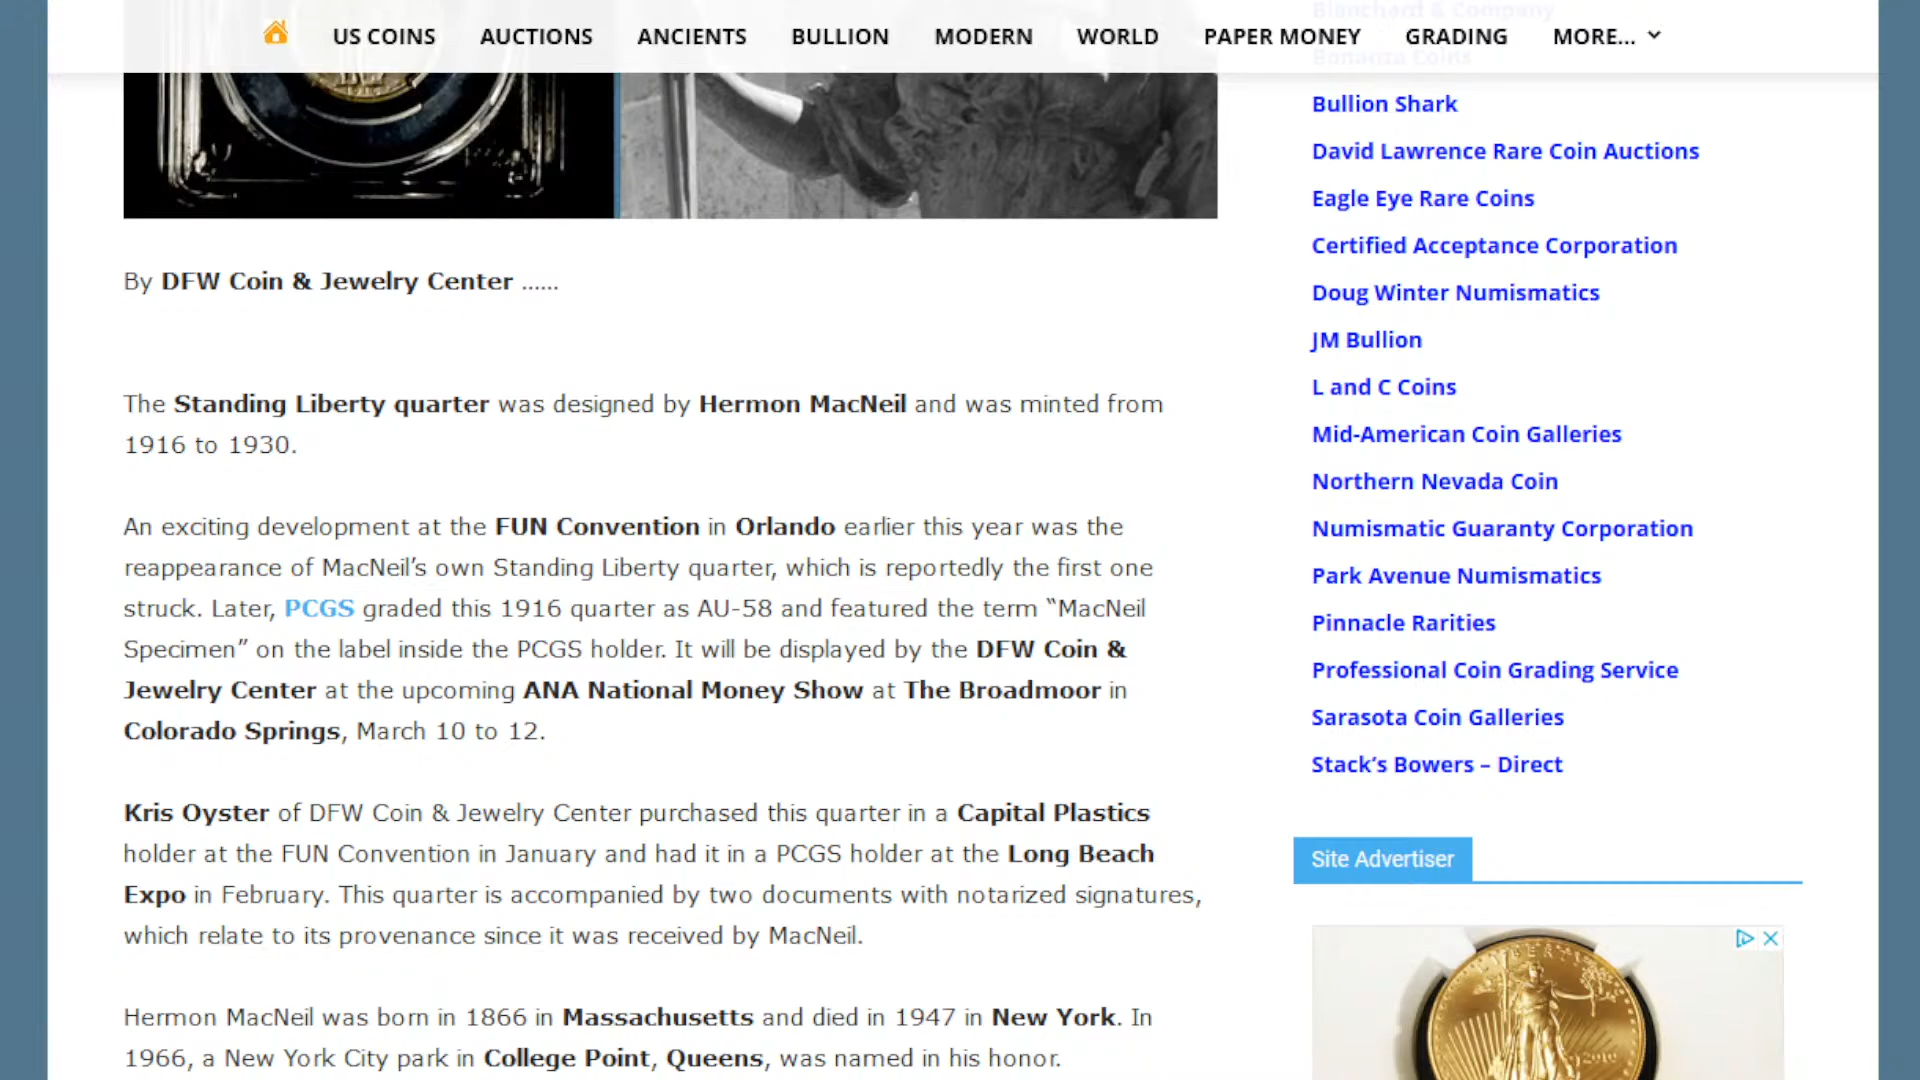 US COINS AUCTIONS ANCIENTS BULLION MODERN WORLD PAPER MONEY GRADING MORE...
By DFW Coin & Jewelry Center ……
The Standing Liberty quarter was designed by Hermon MacNeil and was minted from
1916 to 1930.
An exciting development at the FUN Convention in Orlando earlier this year was the
reappearance of MacNeil’s own Standing Liberty quarter, which is reportedly the first one
struck. Later, PCGS graded this 1916 quarter as AU-58 and featured the term “MacNeil
Specimen” on the label inside the PCGS holder. It will be displayed by the DFW Coin &
Jewelry Center at the upcoming ANA National Money Show at The Broadmoor in
Colorado Springs, March 10 to 12.
Kris Oyster of DFW Coin & Jewelry Center purchased this quarter in a Capital Plastics
holder at the FUN Convention in January and had it in a PCGS holder at the Long Beach
Expo in February. This quarter is accompanied by two documents with notarized signatures,
which relate to its provenance since it was received by MacNeil.
Hermon MacNeil was born in 1866 in Massachusetts and died in 1947 in New York. In
1966, a New York City park in College Point, Queens, was named in his honor.
Blanchard & Company
Bonanza Coins
Bullion Shark
David Lawrence Rare Coin Auctions
Eagle Eye Rare Coins
Certified Acceptance Corporation
Doug Winter Numismatics
JM Bullion
L and C Coins
Mid-American Coin Galleries
Northern Nevada Coin
Numismatic Guaranty Corporation
Park Avenue Numismatics
Pinnacle Rarities
Professional Coin Grading Service
Sarasota Coin Galleries
Stack’s Bowers – Direct
Site Advertiser
LIBERTY
2010